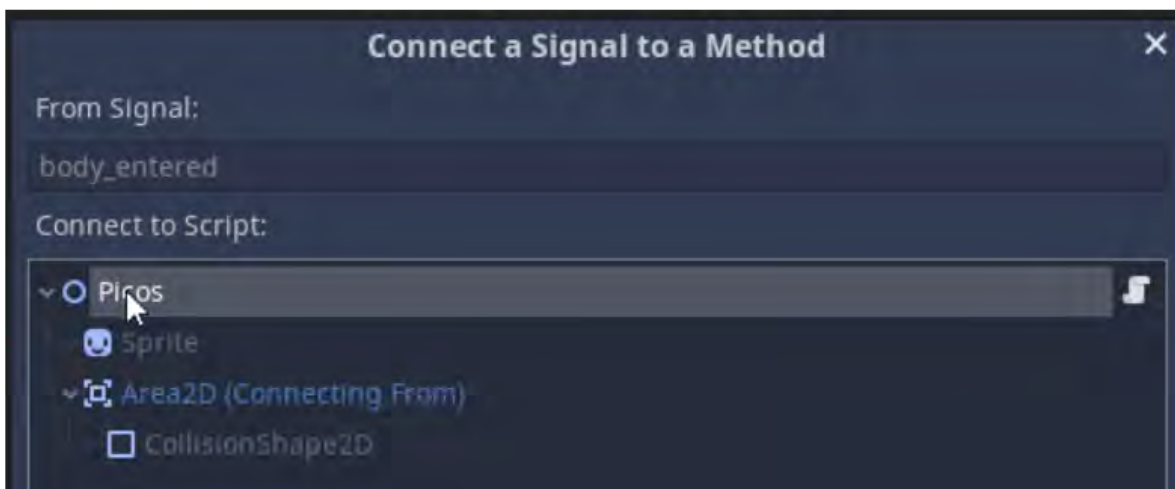 Connect a Signal to a Method
From Signal:
body_entered
Connect to Script:
Picos
Sprite
Area2D (Connecting From)
CollisionShape2D